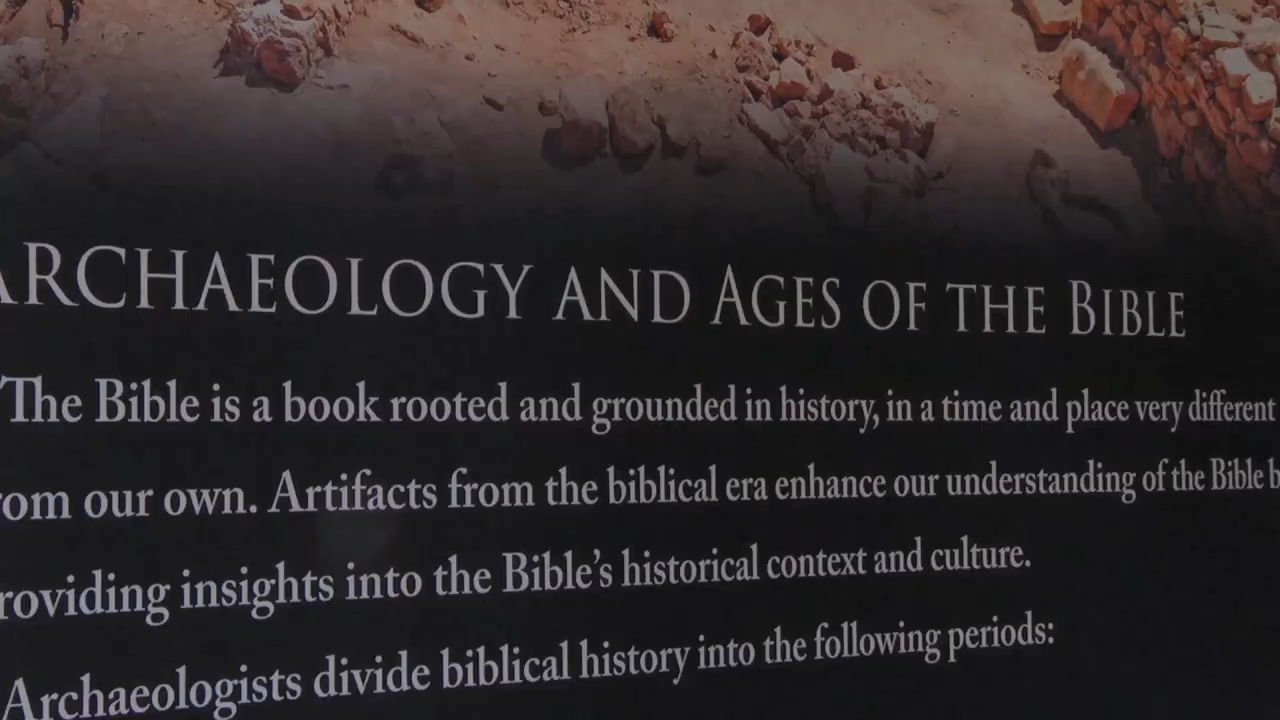 ARCHAEOLOGY AND AGES OF THE BIBLE
The Bible is a book rooted and grounded in history, in a time and place very different
rom our own. Artifacts from the biblical era enhance our understanding of the Bible b
roviding insights into the Bible's historical context and culture.
Archaeologists divide biblical history into the following periods: